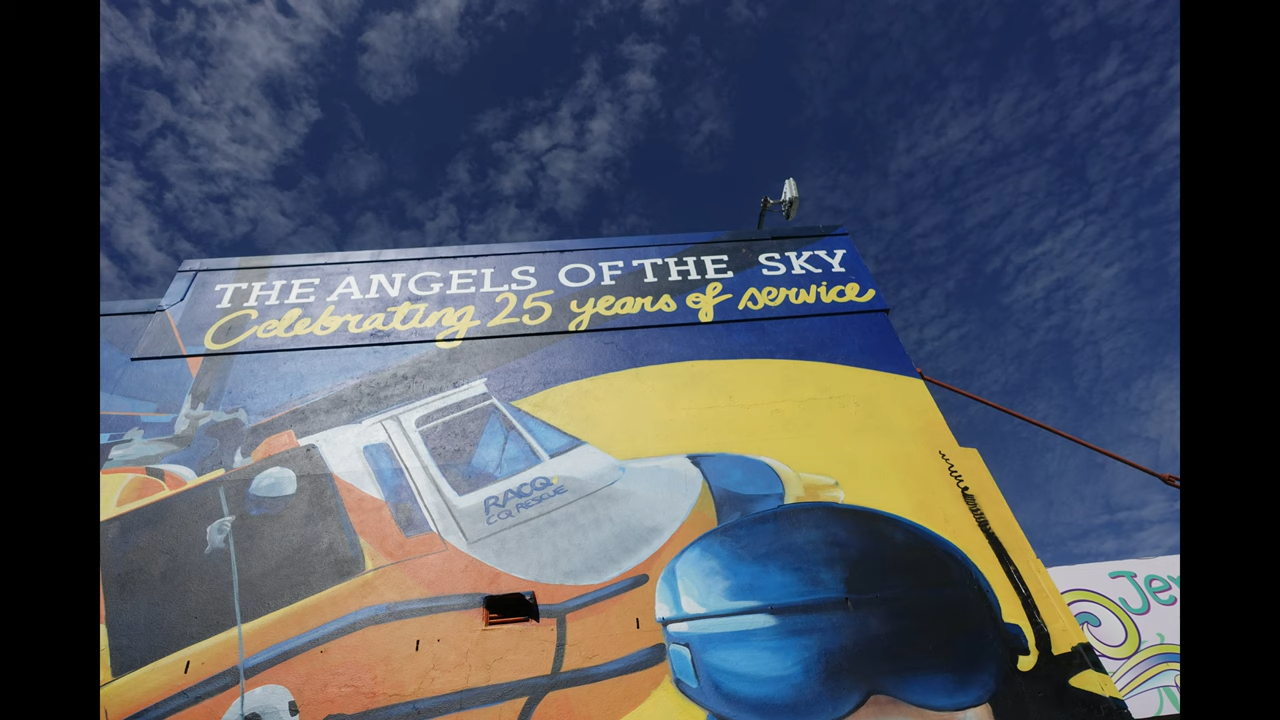 THE ANGELS OF THE SKY
Celebrating 25 years of service
RACQ
CQ RESCUE
Je